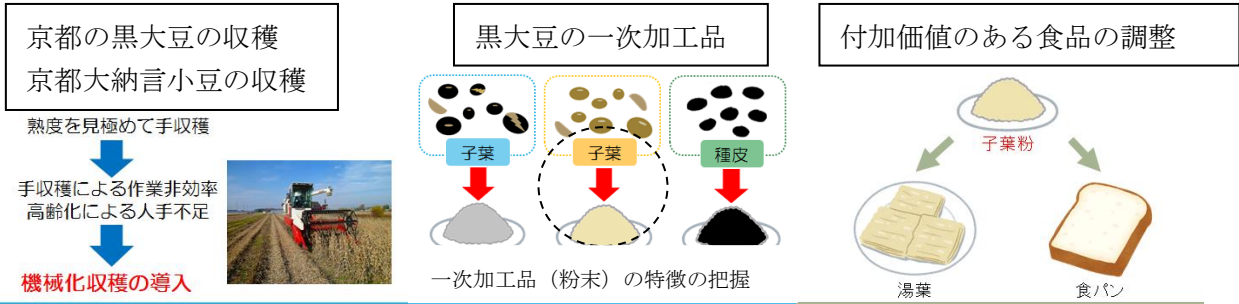 京都の黒大豆の収穫
京都大納言小豆の収穫
熟度を見極めて手収穫
手収穫による作業非効率
高齢化による人手不足
機械化収穫の導入
黒大豆の一次加工品
子葉
子葉
種皮
一次加工品（粉末）の特徴の把握
付加価値のある食品の調整
子葉粉
湯葉
食パン